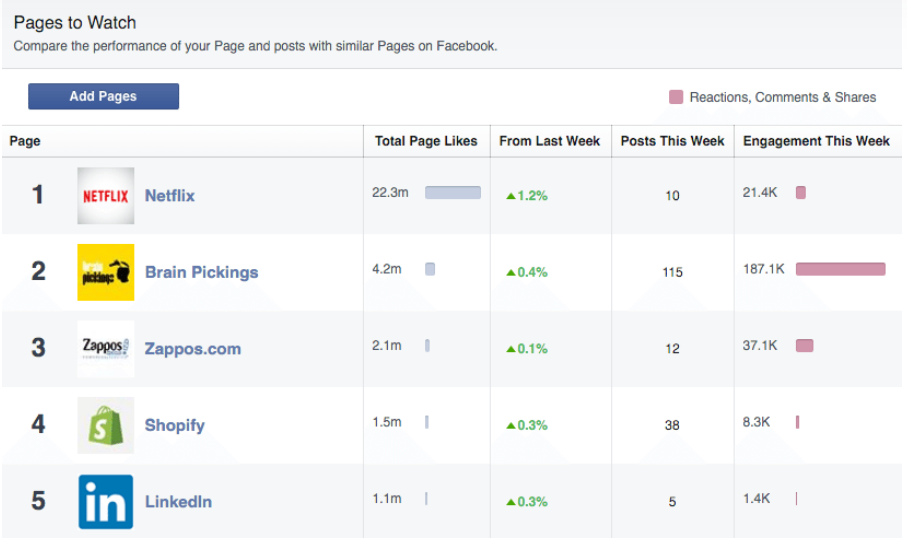 Pages to Watch
Compare the performance of your Page and posts with similar Pages on Facebook.
Add Pages
Reactions, Comments & Shares
Page Total Page Likes From Last Week Posts This Week Engagement This Week
1 NETFLIX Netflix 22.3m 1.2% 10 21.4K
2 brain pickings Brain Pickings 4.2m 0.4% 115 187.1K
3 Zappos Zappos.com 2.1m 0.1% 12 37.1K
4 S Shopify 1.5m 0.3% 38 8.3K
5 in LinkedIn 1.1m 0.3% 5 1.4K